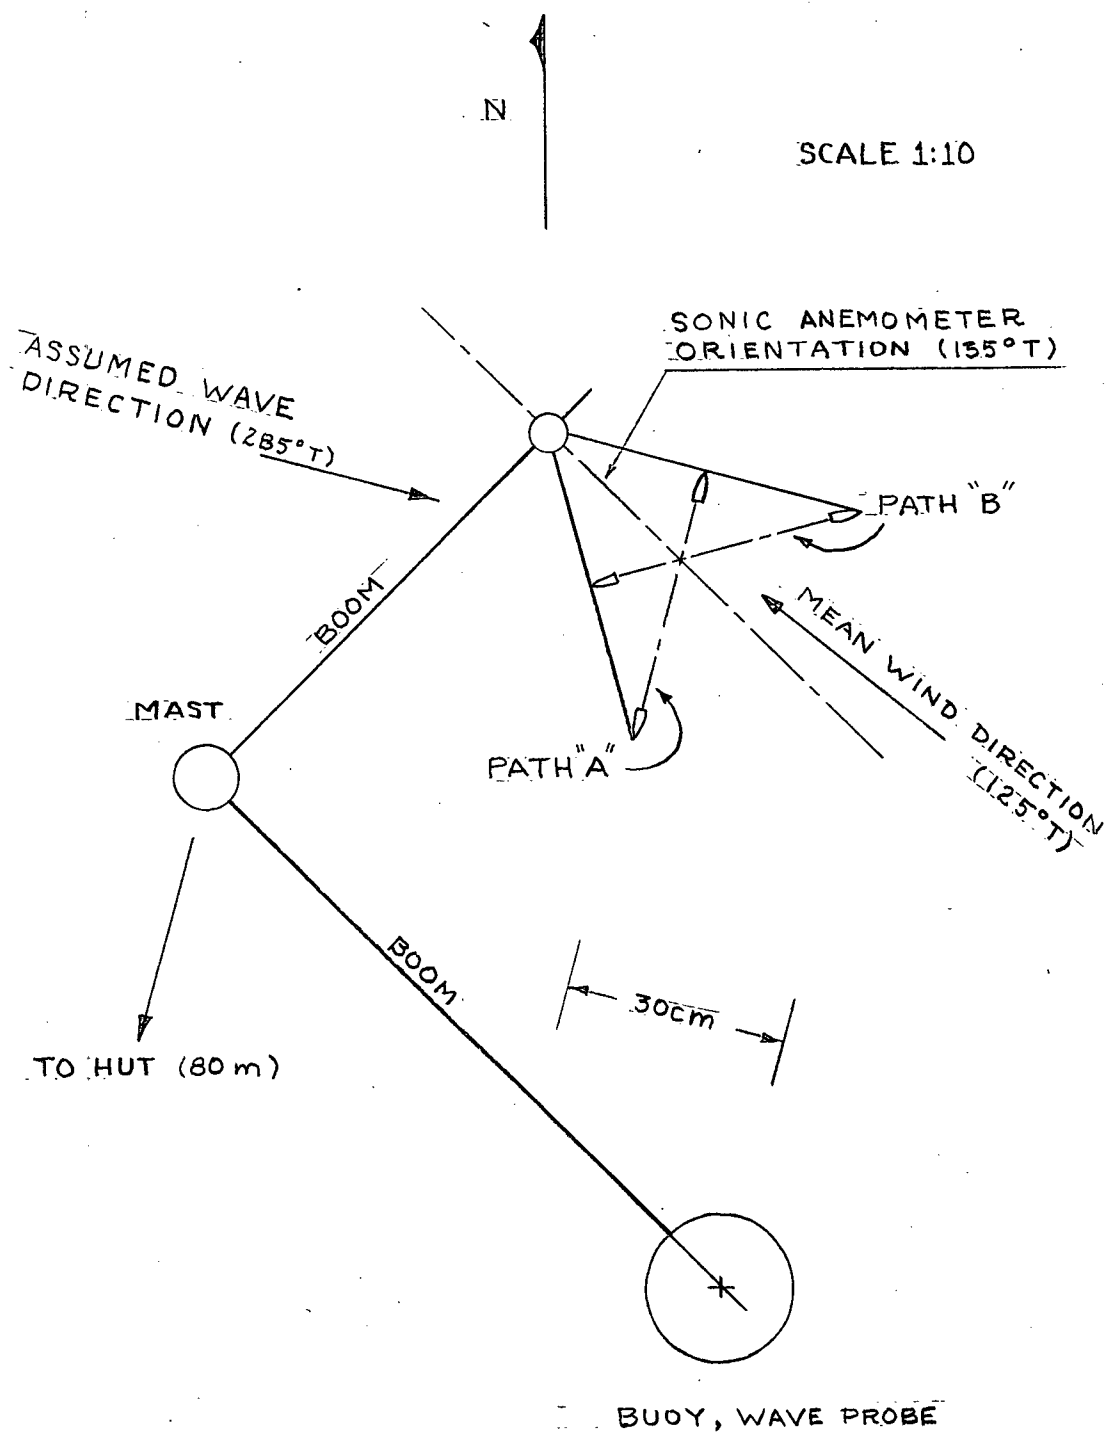 N
SCALE 1:10
SONIC ANEMOMETER
ORIENTATION (135°T)
ASSUMED WAVE
DIRECTION (285°T)
PATH "B"
BOOM
MEAN WIND DIRECTION
(125°T)
MAST
PATH "A"
BOOM
30cm
TO HUT (80 m)
BUOY, WAVE PROBE